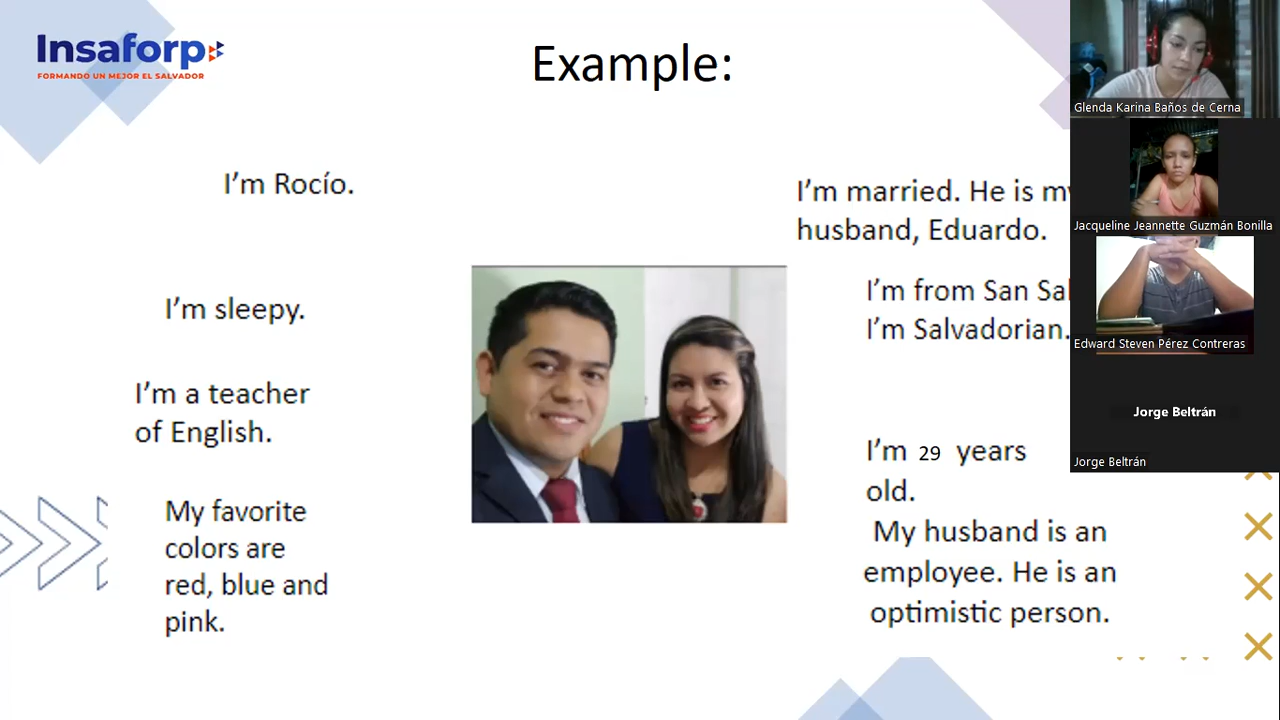 Insaforp
FORMANDO UN MEJOR EL SALVADOR
Example:
I'm Rocío.
I'm sleepy.
I'm a teacher
of English.
My favorite
colors are
red, blue and
pink.
I'm married. He is
husband, Eduardo.
I'm from San
I'm Salvadorian.
I'm 29 years
old.
My husband is an
employee. He is an
optimistic person.
Glenda Karina Baños de Cerna
Jacqueline Jeannette Guzmán Bonilla
Edward Steven Pérez Contreras
Jorge Beltrán
Jorge Beltrán